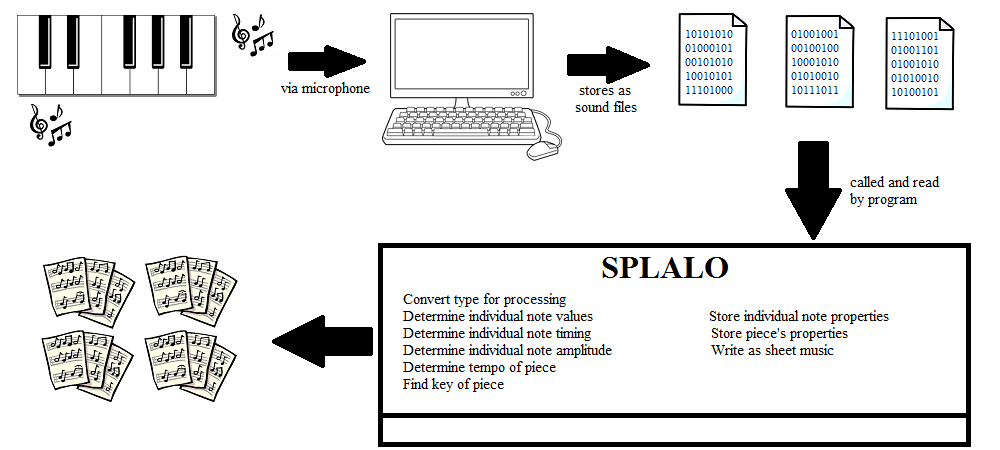 via microphone
stores as
sound files
10101010
01000101
00101010
10010101
11101000
01001001
00100100
10001010
01010010
10111011
11101001
01001101
01001010
01010010
10100101
called and read
by program
SPLALO
Convert type for processing
Determine individual note values
Determine individual note timing
Determine individual note amplitude
Determine tempo of piece
Find key of piece
Store individual note properties
Store piece's properties
Write as sheet music